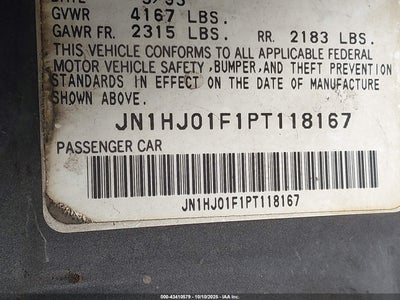 GVWR 4167 LBS.
GAWR FR. 2315 LBS. RR. 2183 LBS.
THIS VEHICLE CONFORMS TO ALL APPLICABLE FEDERAL
MOTOR VEHICLE SAFETY, BUMPER, AND THEFT PREVENTION
STANDARDS IN EFFECT ON THE DATE OF MANUFACTURE
SHOWN ABOVE.
JN1HJ01F1PT118167
PASSENGER CAR
JN1HJ01F1PT118167
000-43410579 - 10/10/2025 - IAA Inc.